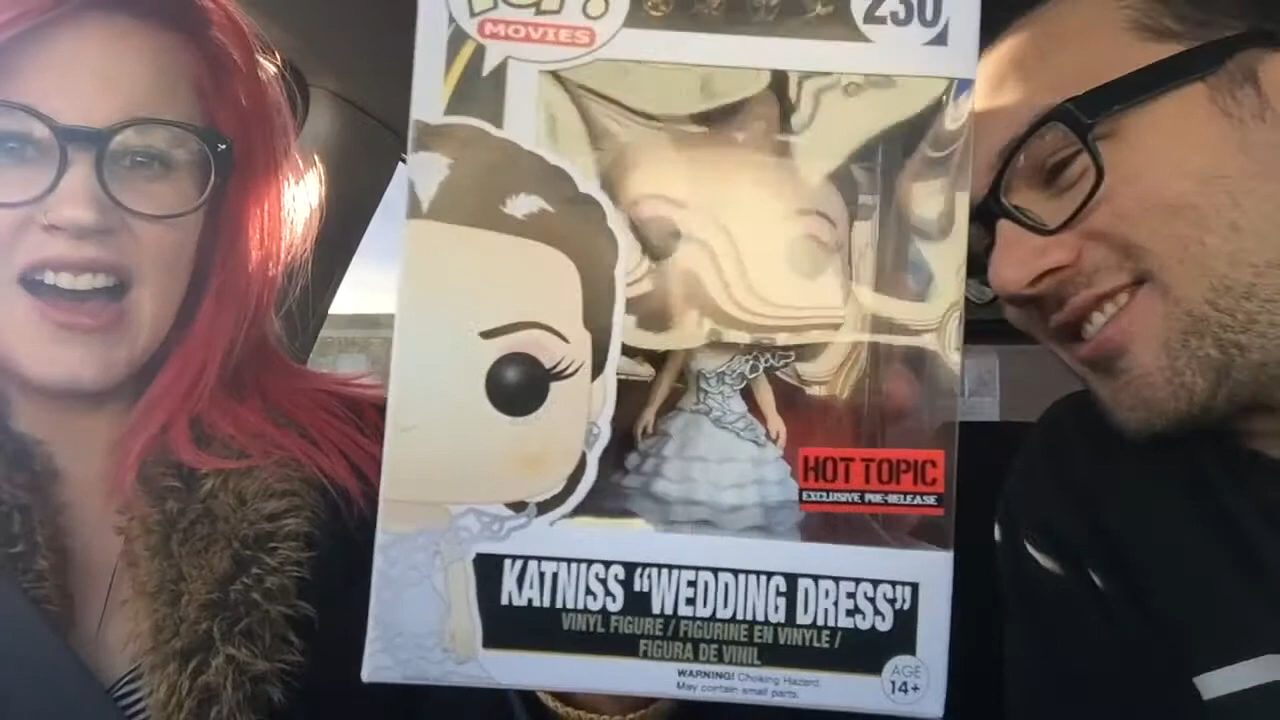 POP!
MOVIES
230
HOT TOPIC
EXCLUSIVE PRE-RELEASE
KATNISS “WEDDING DRESS”
VINYL FIGURE / FIGURINE EN VINYLE /
FIGURA DE VINIL
WARNING! Choking Hazard.
May contain small parts.
AGE
14+